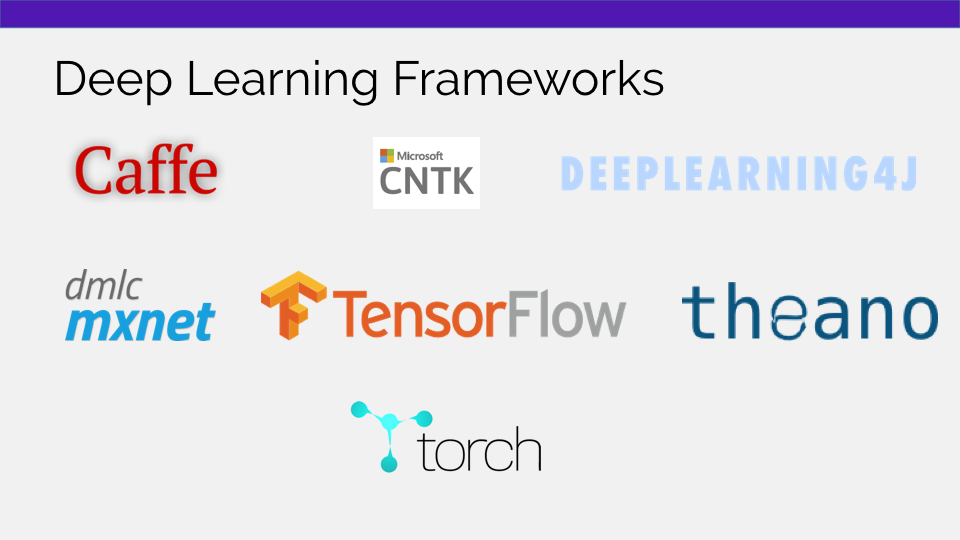 Deep Learning Frameworks
Caffe
Microsoft
CNTK
DEEPLEARNING4J
dmlc
mxnet
TensorFlow
theano
torch